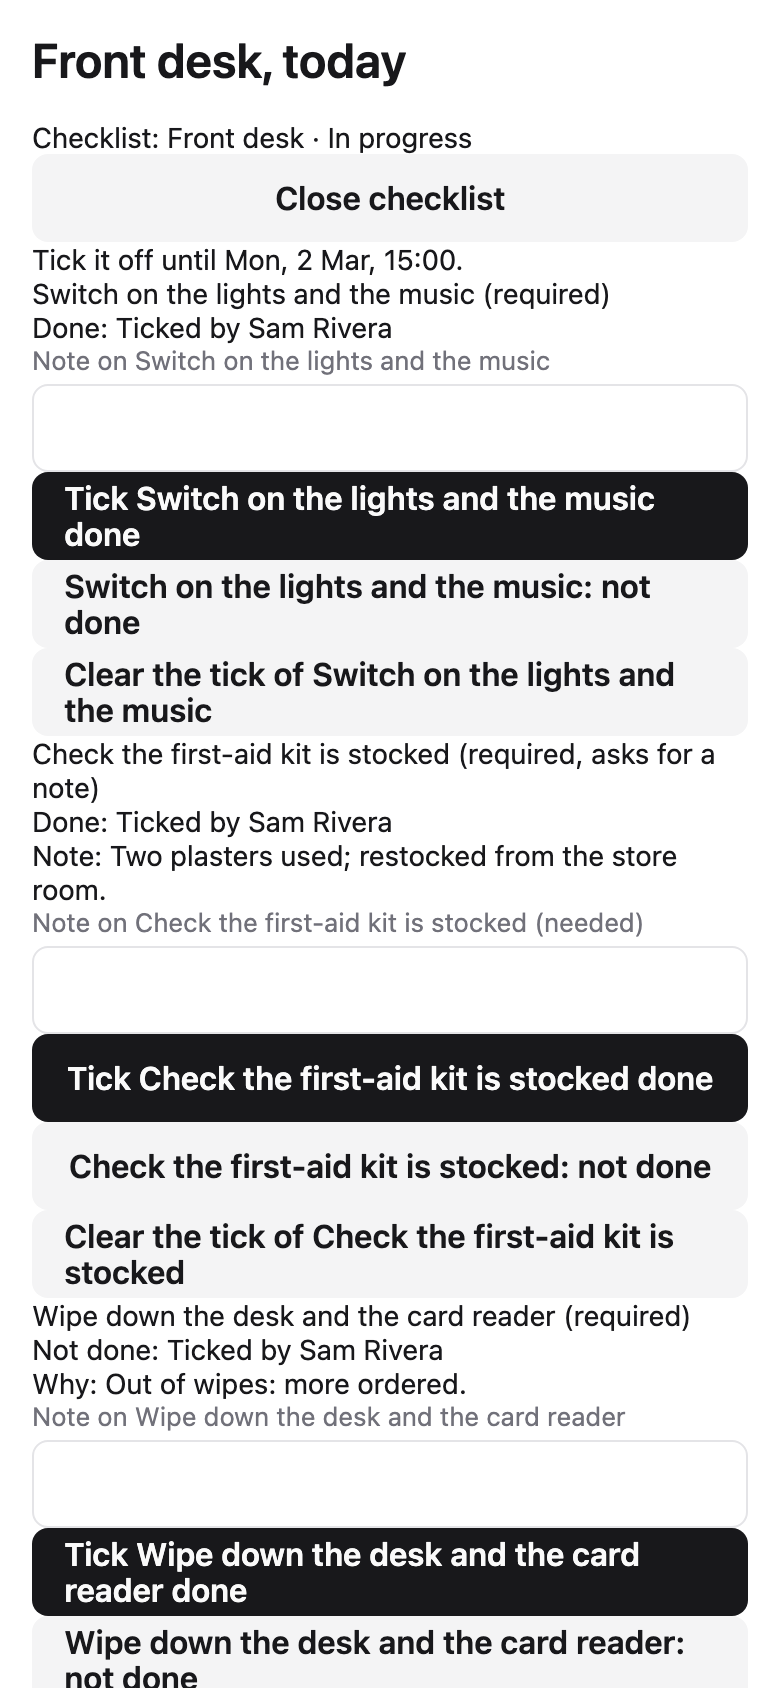 Front desk, today
Checklist: Front desk · In progress
Close checklist
Tick it off until Mon, 2 Mar, 15:00.
Switch on the lights and the music (required)
Done: Ticked by Sam Rivera
Note on Switch on the lights and the music
Tick Switch on the lights and the music
done
Switch on the lights and the music: not
done
Clear the tick of Switch on the lights and
the music
Check the first-aid kit is stocked (required, asks for a
note)
Done: Ticked by Sam Rivera
Note: Two plasters used; restocked from the store
room.
Note on Check the first-aid kit is stocked (needed)
Tick Check the first-aid kit is stocked done
Check the first-aid kit is stocked: not done
Clear the tick of Check the first-aid kit is
stocked
Wipe down the desk and the card reader (required)
Not done: Ticked by Sam Rivera
Why: Out of wipes: more ordered.
Note on Wipe down the desk and the card reader
Tick Wipe down the desk and the card
reader done
Wipe down the desk and the card reader:
not done